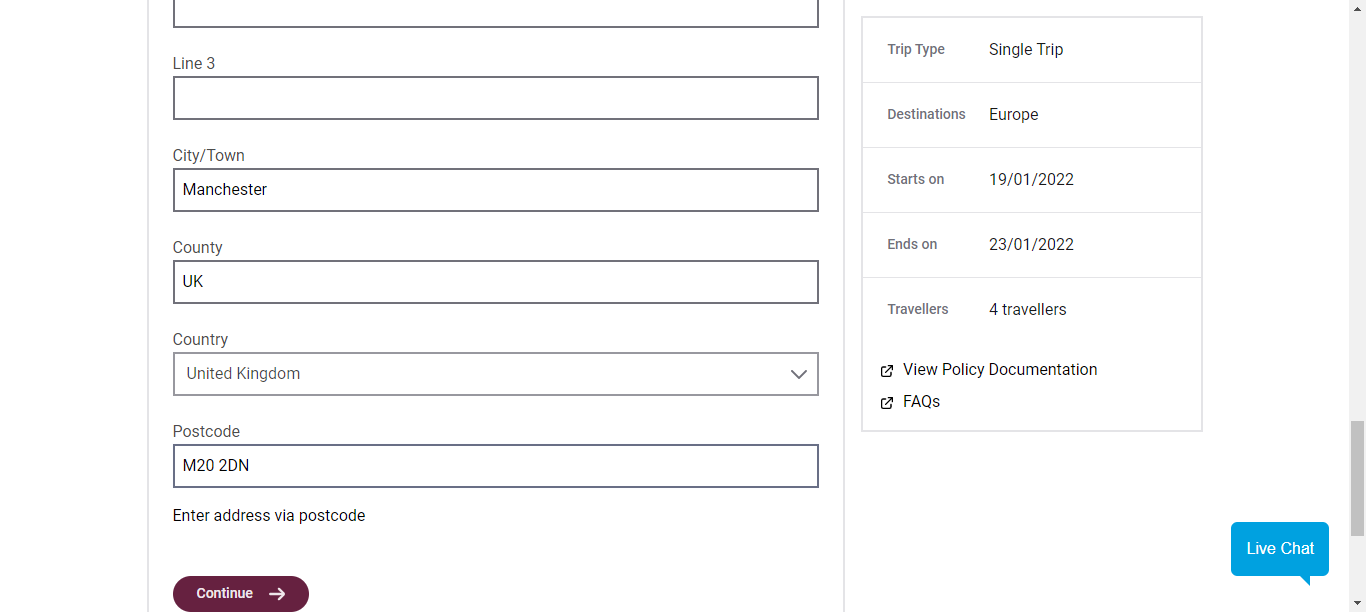 Line 3
City/Town
Manchester
County
UK
Country
United Kingdom
Postcode
M20 2DN
Enter address via postcode
Continue
Trip Type Single Trip
Destinations Europe
Starts on 19/01/2022
Ends on 23/01/2022
Travellers 4 travellers
View Policy Documentation
FAQs
Live Chat